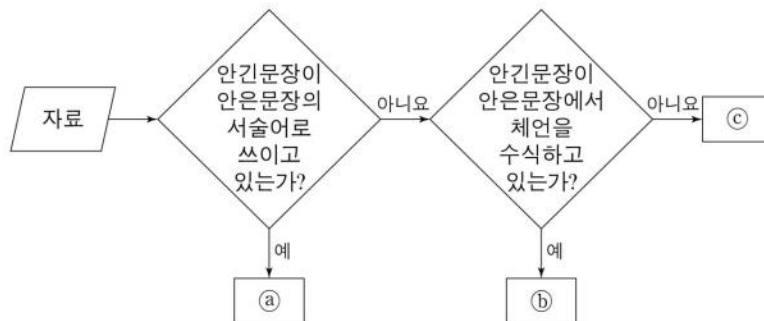 자료
안긴문장이
안은문장의
서술어로
쓰이고
있는가?
아니요
예
ⓐ
안긴문장이
안은문장에서
체언을
수식하고
있는가?
아니요
예
ⓑ
ⓒ